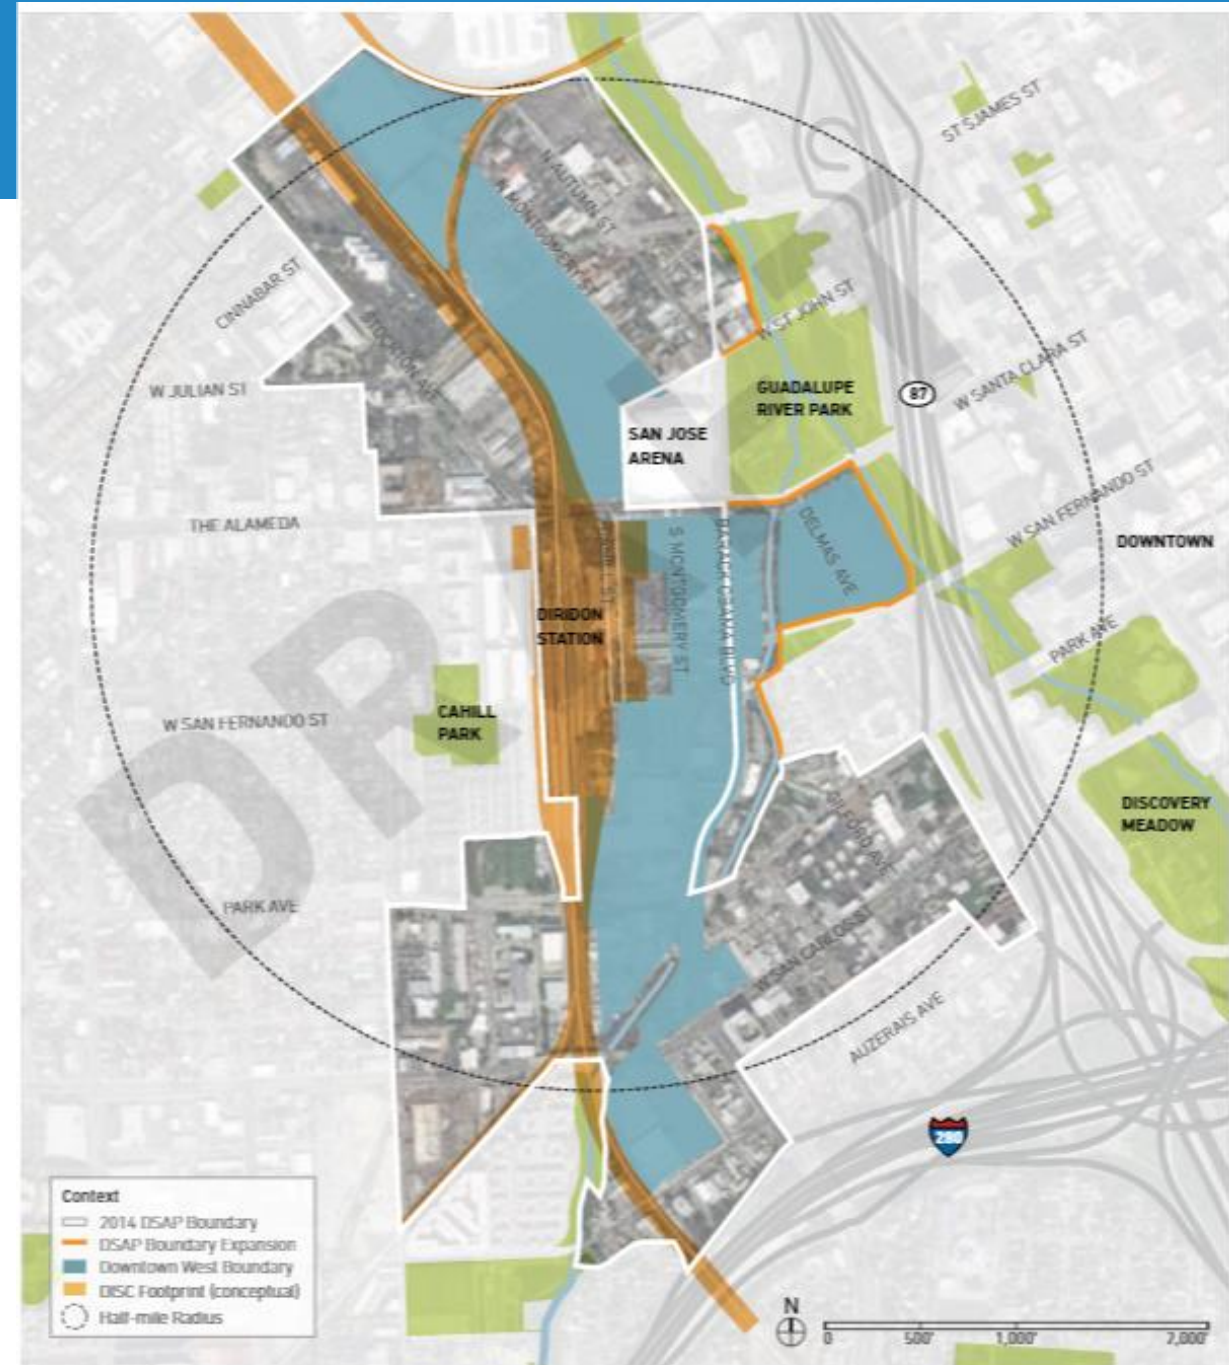 ST SJAMES ST
N AUTUMN ST
N MONTGOMERY ST
CINNABAR ST
W ST JOHN ST
STOCKTON AVE
W SANTA CLARA ST
W JULIAN ST
GUADALUPE
RIVER PARK
87
SAN JOSE
ARENA
W SAN FERNANDO ST
THE ALAMEDA
DELMAS AVE
DOWNTOWN
S MONTGOMERY ST
DIRIDON
STATION
PARK AVE
CAHILL
PARK
W SAN FERNANDO ST
DISCOVERY
MEADOW
GIFFORD AVE
PARK AVE
W SAN CARLOS ST
AUZERAIS AVE
280
Context
2014 DSAP Boundary
DSAP Boundary Expansion
Downtown West Boundary
DISC Footprint (conceptual)
Half-mile Radius
N
0 500' 1,000' 2,000'